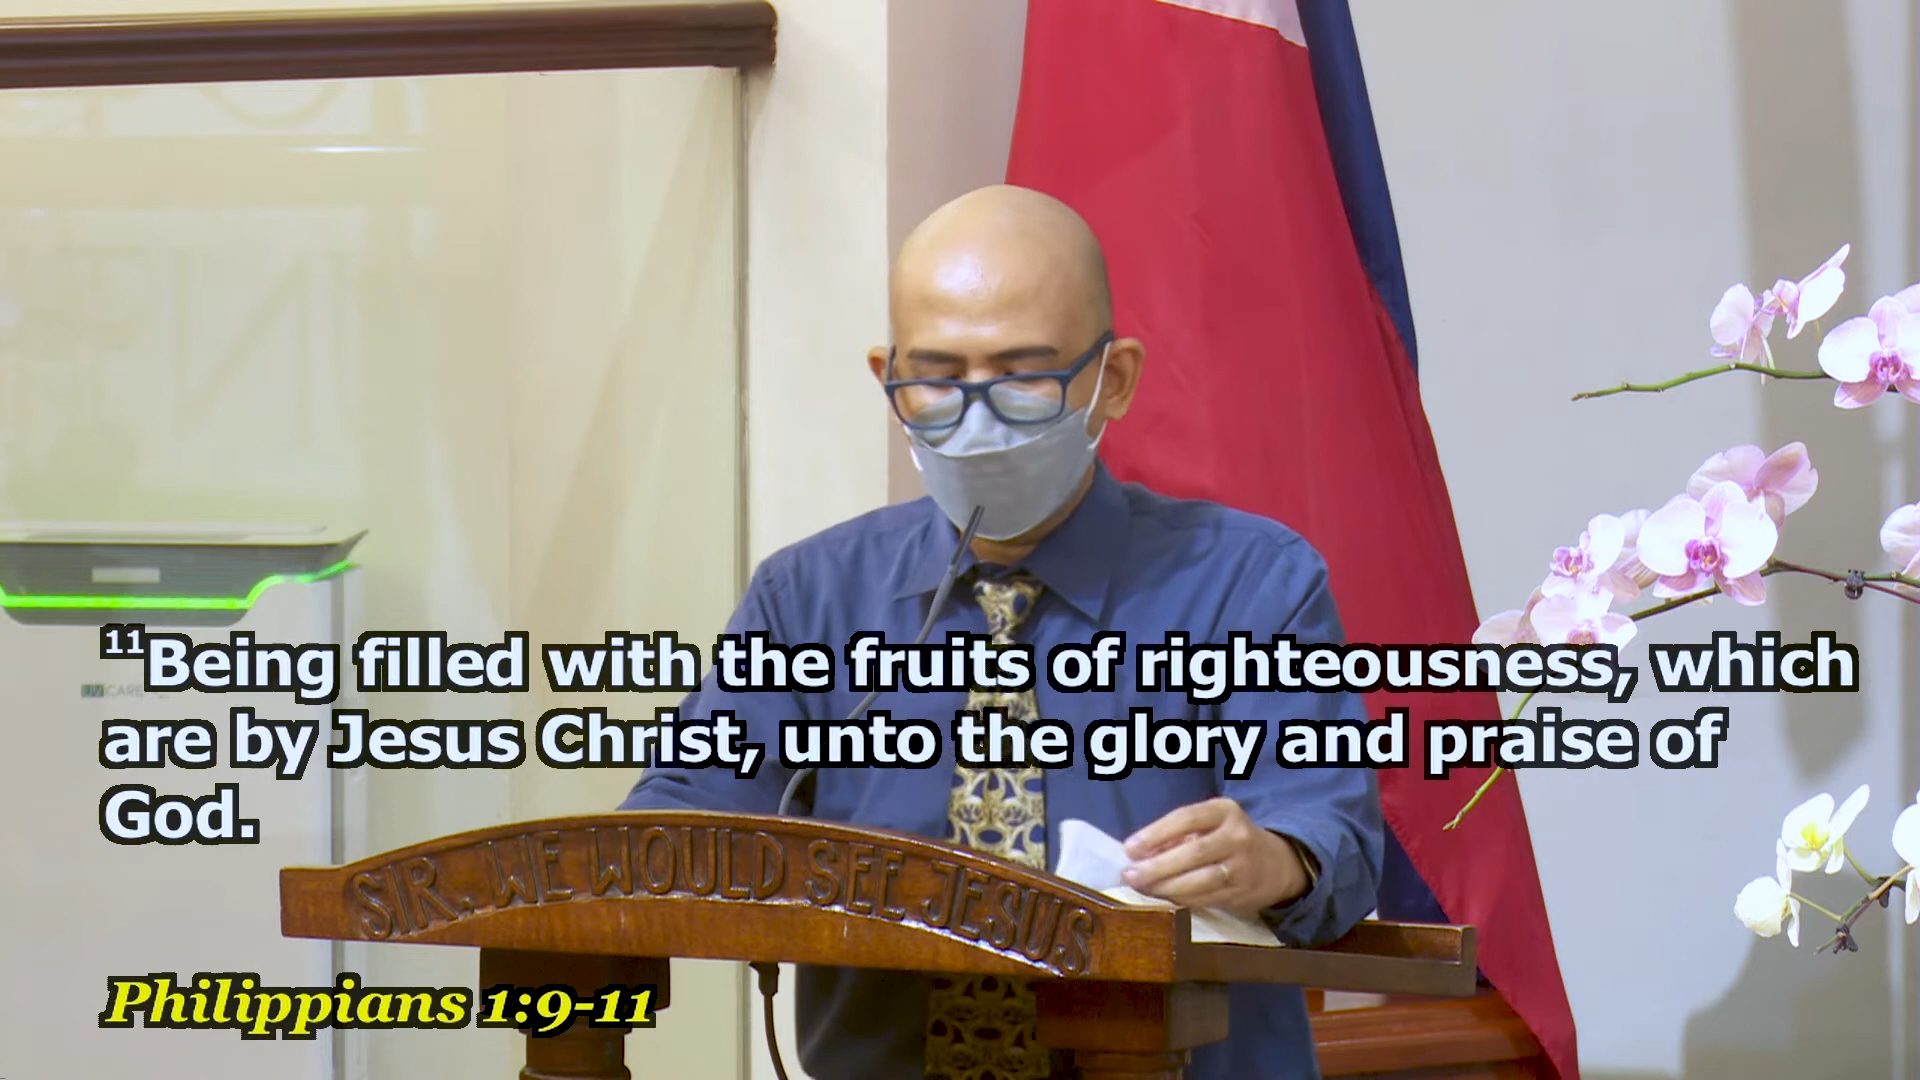 UVCARE
¹¹Being filled with the fruits of righteousness, which
are by Jesus Christ, unto the glory and praise of
God.
SIR, WE WOULD SEE JESUS
Philippians 1:9-11